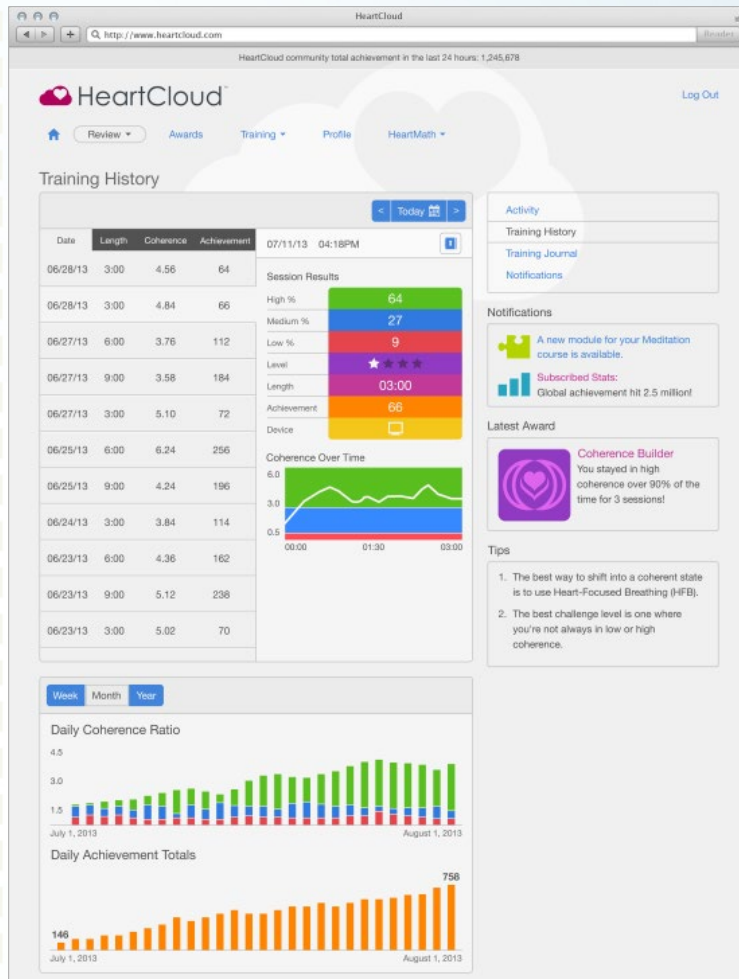 HeartCloud
http://www.heartcloud.com
Reader
HeartCloud community total achievement in the last 24 hours: 1,245,678
HeartCloud™
Log Out
Review
Awards
Training
Profile
HeartMath
Training History
< Today >
Date Length Coherence Achievement
06/28/13 3:00 4.56 64
06/28/13 3:00 4.84 66
06/27/13 6:00 3.76 112
06/27/13 9:00 3.58 184
06/27/13 3:00 5.10 72
06/25/13 6:00 6.24 256
06/25/13 9:00 4.24 196
06/24/13 3:00 3.84 114
06/23/13 6:00 4.36 162
06/23/13 9:00 5.12 238
06/23/13 3:00 5.02 70
07/11/13 04:18PM
Session Results
High % 64
Medium % 27
Low % 9
Level
Length 03:00
Achievement 66
Device
Coherence Over Time
6.0
3.0
0.5
00:00 01:30 03:00
Activity
Training History
Training Journal
Notifications
Notifications
A new module for your Meditation
course is available.
Subscribed Stats:
Global achievement hit 2.5 million!
Latest Award
Coherence Builder
You stayed in high
coherence over 90% of the
time for 3 sessions!
Tips
1. The best way to shift into a coherent state
is to use Heart-Focused Breathing (HFB).
2. The best challenge level is one where
you're not always in low or high
coherence.
Week Month Year
Daily Coherence Ratio
4.5
3.0
1.5
July 1, 2013 August 1, 2013
Daily Achievement Totals
758
146
July 1, 2013 August 1, 2013